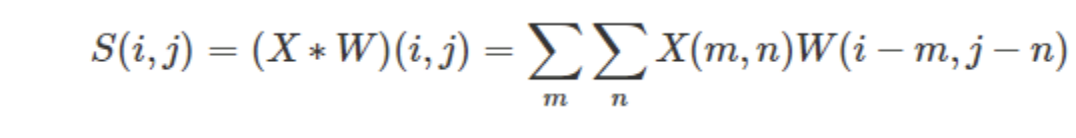 S(i,j) = (X * W)(i,j) = ∑_m ∑_n X(m,n)W(i − m, j − n)